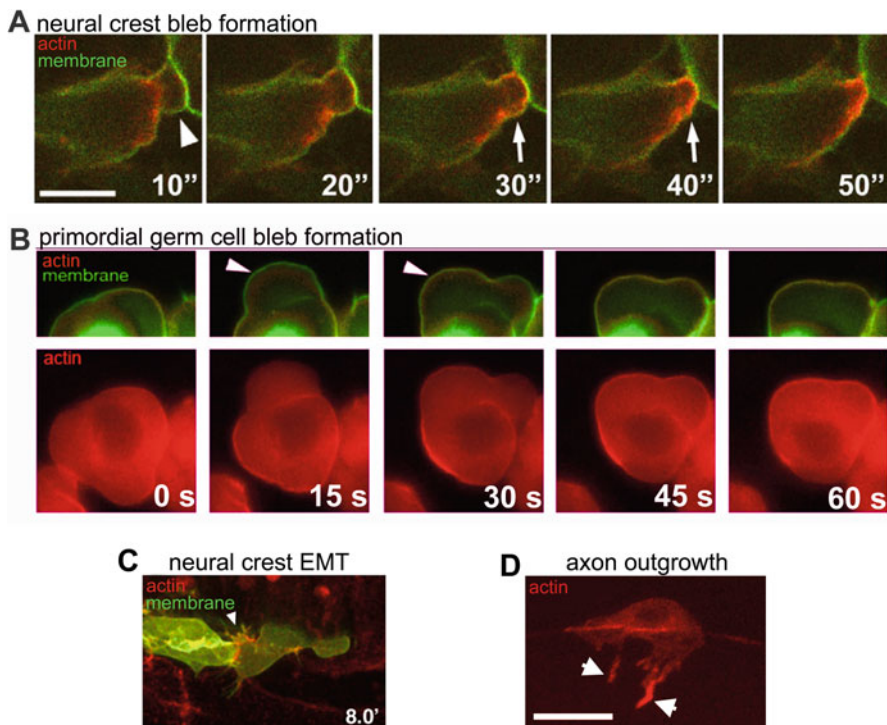 A neural crest bleb formation
actin
membrane
10” 20” 30” 40” 50”
B primordial germ cell bleb formation
actin
membrane
actin
0 s 15 s 30 s 45 s 60 s
C neural crest EMT
actin
membrane
8.0’
D axon outgrowth
actin